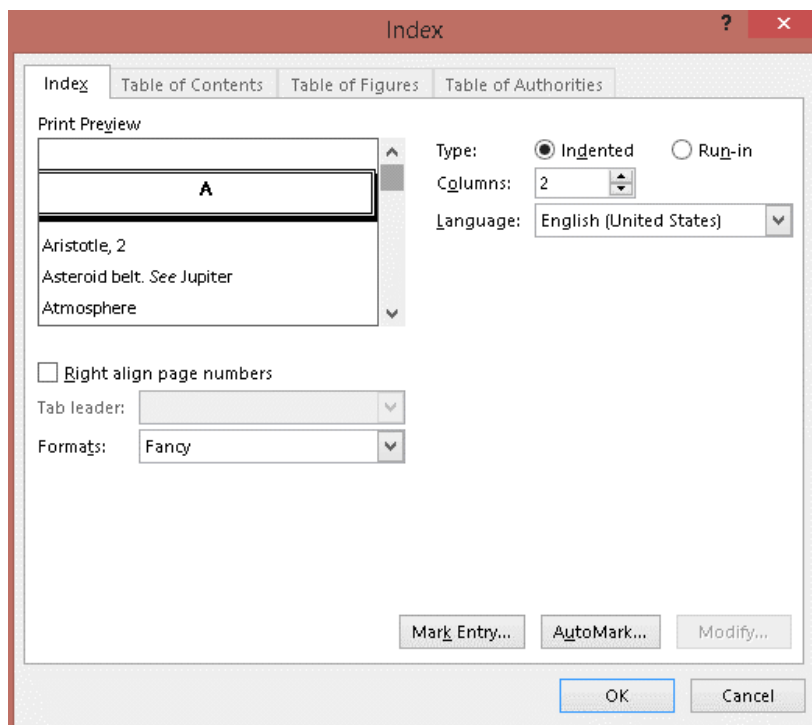 Index
? ×
Index Table of Contents Table of Figures Table of Authorities
Print Preview
A
Aristotle, 2
Asteroid belt. See Jupiter
Atmosphere
Type: Indented Run-in
Columns: 2
Language: English (United States)
Right align page numbers
Tab leader:
Formats: Fancy
Mark Entry... AutoMark... Modify...
OK Cancel